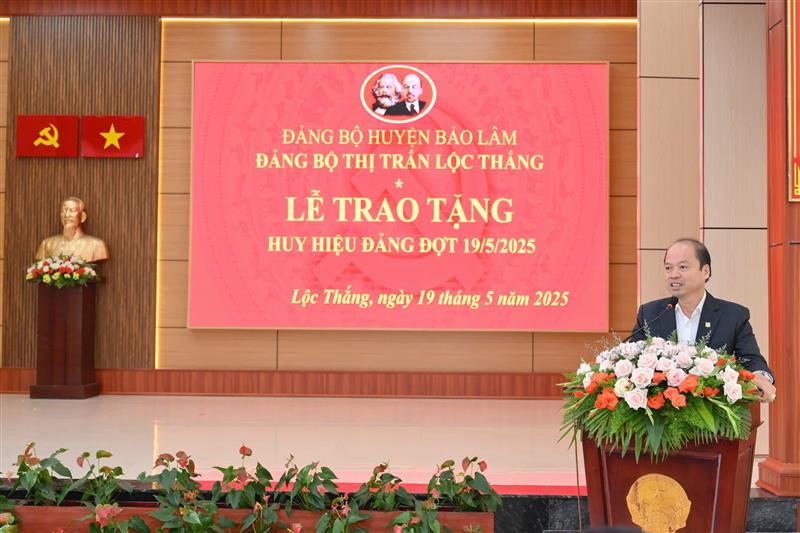 ĐẢNG BỘ HUYỆN BẢO LÂM
ĐẢNG BỘ THỊ TRẤN LỘC THẮNG
*
LỄ TRAO TẶNG
HUY HIỆU ĐẢNG ĐỢT 19/5/2025
Lộc Thắng, ngày 19 tháng 5 năm 2025